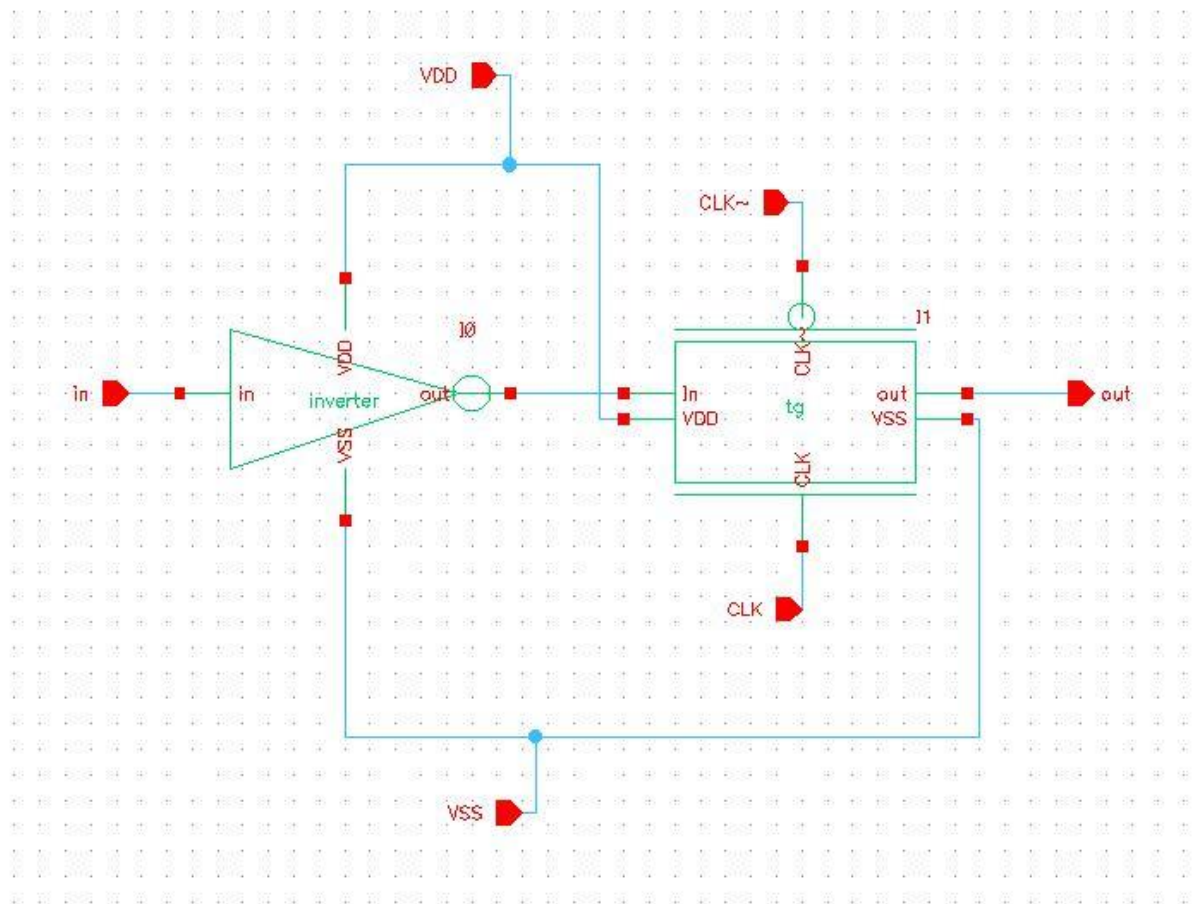 VDD
CLK~
I0
I1
VDD
CLK~
In
in
inverter
out
In
tg
out
out
VDD
VSS
VSS
CLK
CLK
VSS